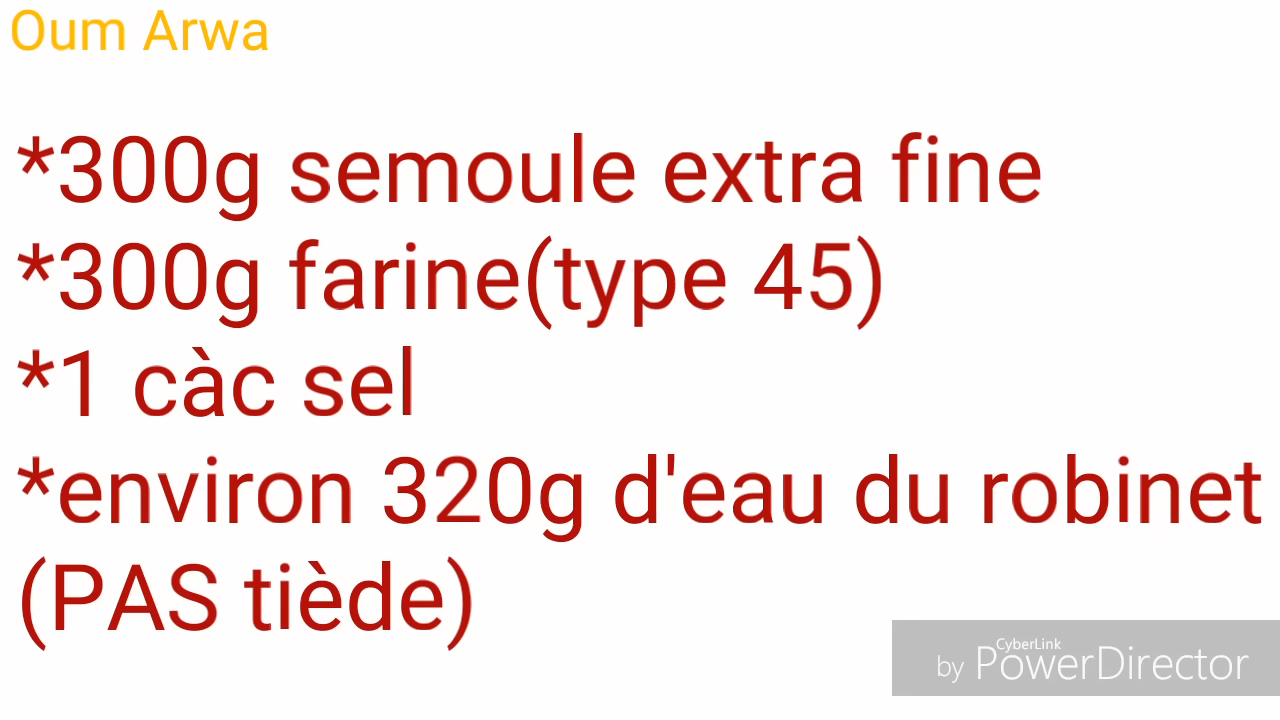 Oum Arwa
*300g semoule extra fine
*300g farine(type 45)
*1 càc sel
*environ 320g d'eau du robinet
(PAS tiède)
CyberLink
by PowerDirector